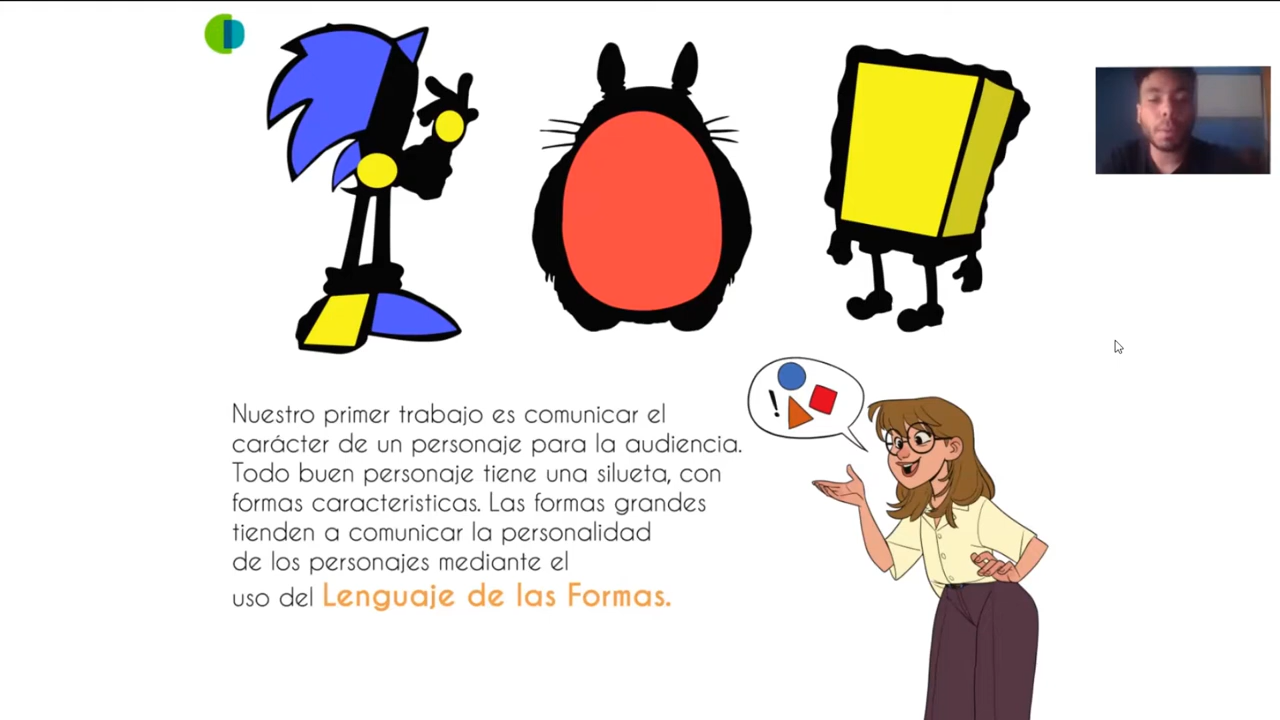 !
Nuestro primer trabajo es comunicar el
carácter de un personaje para la audiencia.
Todo buen personaje tiene una silueta, con
formas caracteristicas. Las formas grandes
tienden a comunicar la personalidad
de los personajes mediante el
uso del Lenguaje de las Formas.